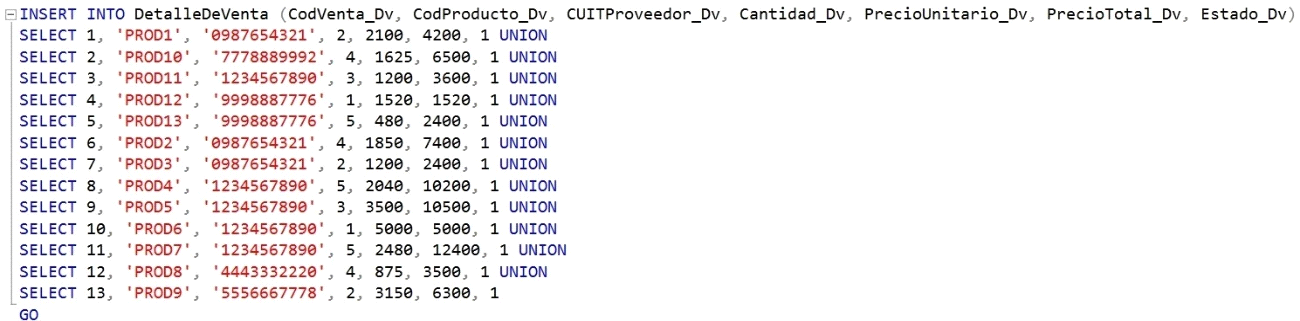 INSERT INTO DetalleDeVenta (CodVenta_Dv, CodProducto_Dv, CUITProveedor_Dv, Cantidad_Dv, PrecioUnitario_Dv, PrecioTotal_Dv, Estado_Dv)
SELECT 1, 'PROD1', '0987654321', 2, 2100, 4200, 1 UNION
SELECT 2, 'PROD10', '7778889992', 4, 1625, 6500, 1 UNION
SELECT 3, 'PROD11', '1234567890', 3, 1200, 3600, 1 UNION
SELECT 4, 'PROD12', '9998887776', 1, 1520, 1520, 1 UNION
SELECT 5, 'PROD13', '9998887776', 5, 480, 2400, 1 UNION
SELECT 6, 'PROD2', '0987654321', 4, 1850, 7400, 1 UNION
SELECT 7, 'PROD3', '0987654321', 2, 1200, 2400, 1 UNION
SELECT 8, 'PROD4', '1234567890', 5, 2040, 10200, 1 UNION
SELECT 9, 'PROD5', '1234567890', 3, 3500, 10500, 1 UNION
SELECT 10, 'PROD6', '1234567890', 1, 5000, 5000, 1 UNION
SELECT 11, 'PROD7', '1234567890', 5, 2480, 12400, 1 UNION
SELECT 12, 'PROD8', '4443332220', 4, 875, 3500, 1 UNION
SELECT 13, 'PROD9', '5556667778', 2, 3150, 6300, 1
GO